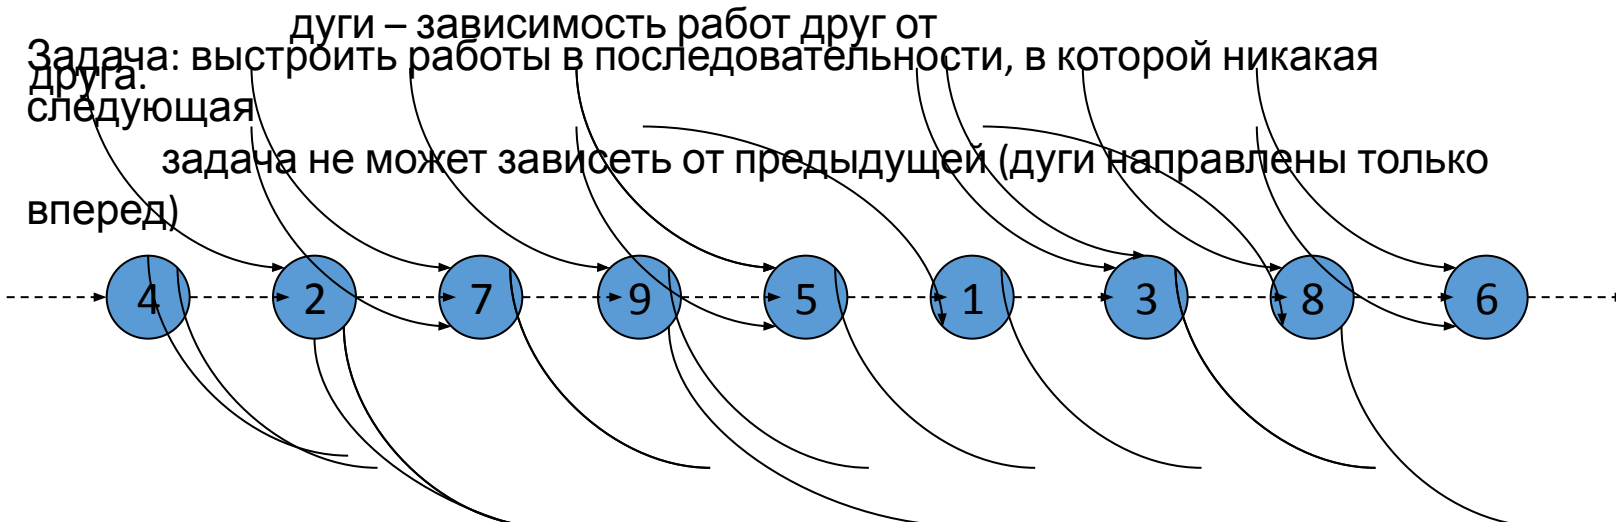 дуги – зависимость работ друг от
друга.
Задача: выстроить работы в последовательности, в которой никакая
следующая
задача не может зависеть от предыдущей (дуги направлены только
вперед)
4 2 7 9 5 1 3 8 6